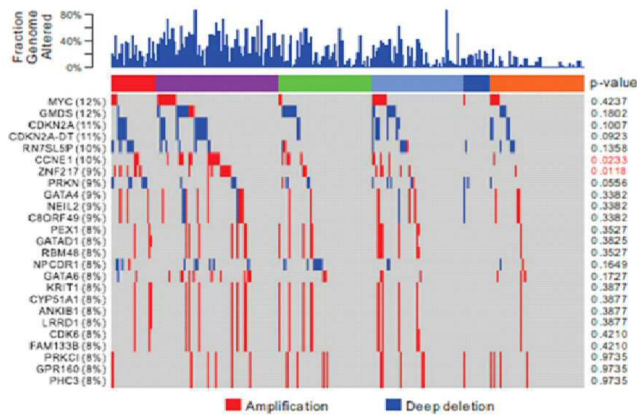 Fraction Genome Altered
80%
40%
0%
p-value
MYC (12%) 0.4237
GMDS (12%) 0.1802
CDKN2A (11%) 0.1007
CDKN2A-DT (11%) 0.0923
RN7SL5P (10%) 0.1358
CCNE1 (10%) 0.0233
ZNF217 (9%) 0.0118
PRKN (9%) 0.0556
GATA4 (9%) 0.3382
NEIL2 (9%) 0.3382
C8ORF49 (9%) 0.3382
PEX1 (8%) 0.3527
GATAD1 (8%) 0.3825
RBM48 (8%) 0.3527
NPCDR1 (8%) 0.1649
GATA6 (8%) 0.1727
KRIT1 (8%) 0.3877
CYP51A1 (8%) 0.3877
ANKIB1 (8%) 0.3877
LRRD1 (8%) 0.3877
CDK6 (8%) 0.4210
FAM133B (8%) 0.4210
PRKCI (8%) 0.9735
GPR160 (8%) 0.9735
PHC3 (8%) 0.9735
Amplification Deep deletion